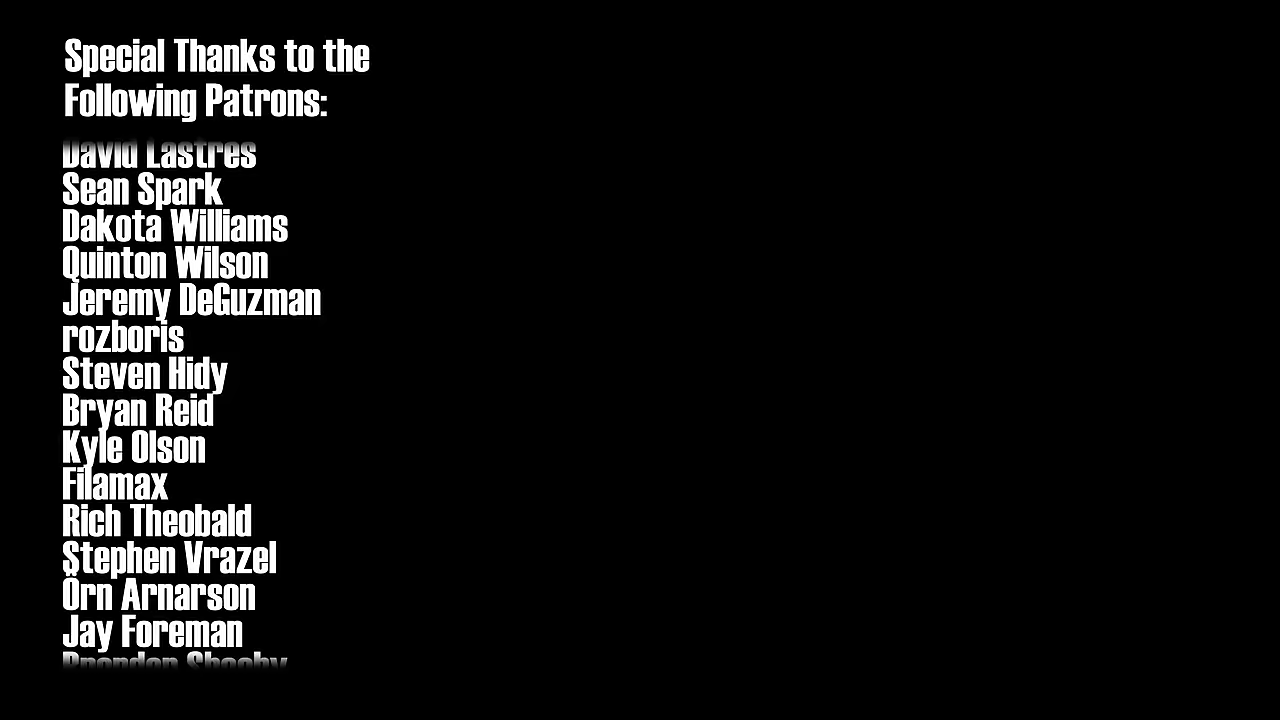 Special Thanks to the
Following Patrons:
David Lastres
Sean Spark
Dakota Williams
Quinton Wilson
Jeremy DeGuzman
rozboris
Steven Hidy
Bryan Reid
Kyle Olson
Filamax
Rich Theobald
Stephen Vrazel
Örn Arnarson
Jay Foreman